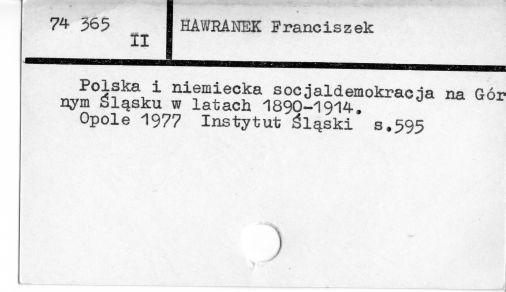 74 365
II
HAWRANEK Franciszek
Polska i niemiecka socjaldemokracja na Gór
nym Śląsku w latach 1890-1914.
Opole 1977 Instytut Śląski s.595